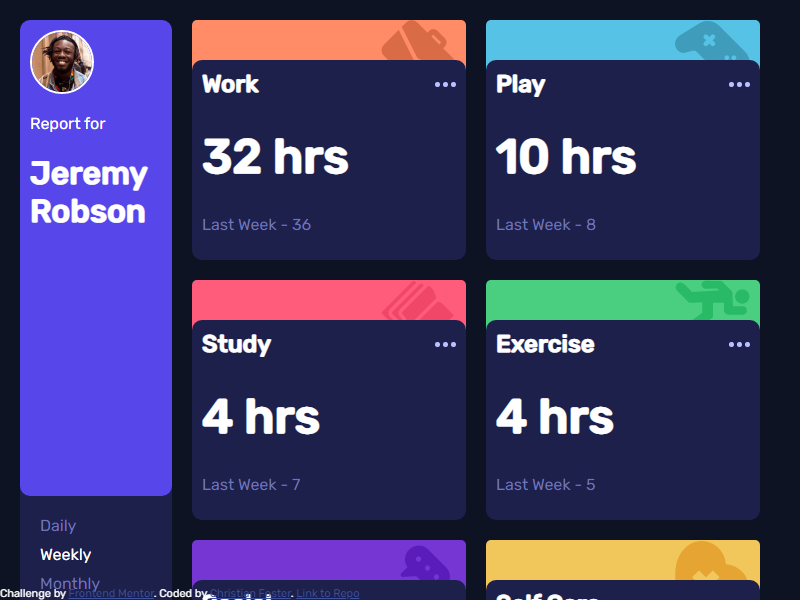 Report for
Jeremy
Robson
Daily
Weekly
Monthly
Work
32 hrs
Last Week - 36
Play
10 hrs
Last Week - 8
Study
4 hrs
Last Week - 7
Exercise
4 hrs
Last Week - 5
Social
Self Care
Challenge by Frontend Mentor. Coded by Christian Foster. Link to Repo